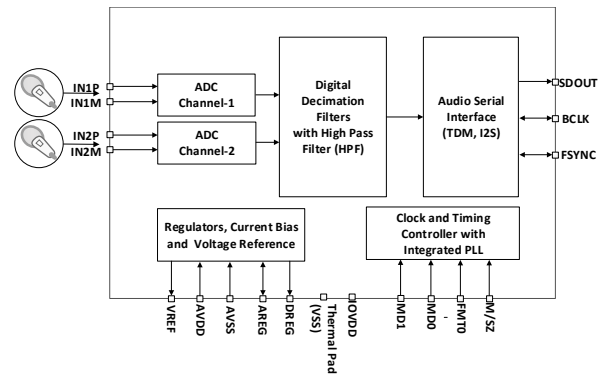 IN1P
IN1M
IN2P
IN2M
ADC
Channel-1
ADC
Channel-2
Digital
Decimation
Filters
with High Pass
Filter (HPF)
Audio Serial
Interface
(TDM, I2S)
SDOUT
BCLK
FSYNC
Regulators, Current Bias
and Voltage Reference
Clock and Timing
Controller with
Integrated PLL
VREF
AVDD
AVSS
AREG
DREG
Thermal Pad
(VSS)
IOVDD
MD1
MD0
-
FMT0
M/SZ